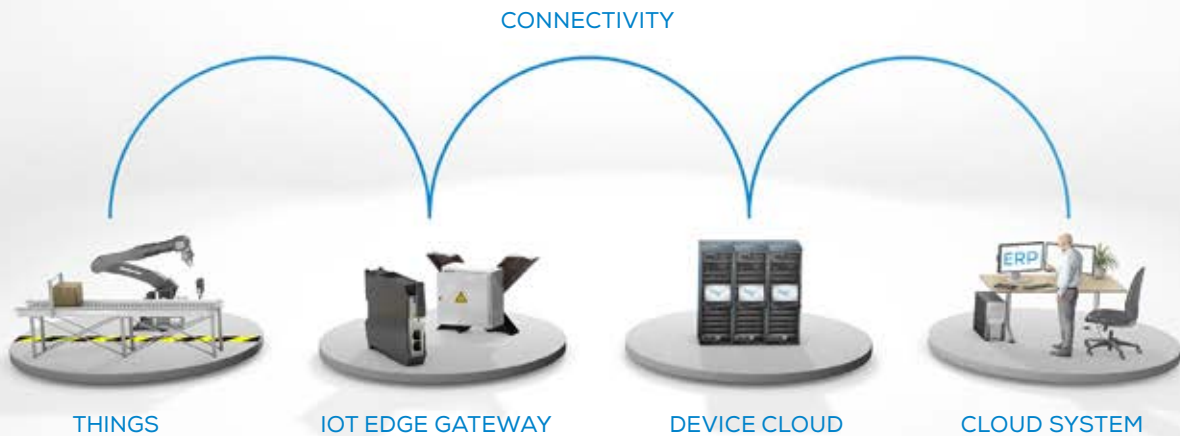 CONNECTIVITY
ERP
THINGS
IOT EDGE GATEWAY
DEVICE CLOUD
CLOUD SYSTEM